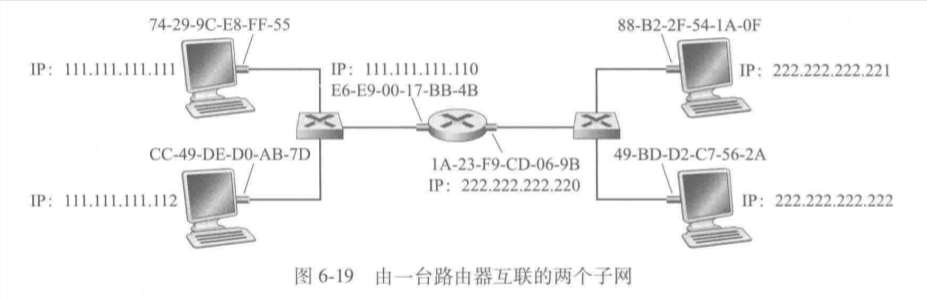 74-29-9C-E8-FF-55
88-B2-2F-54-1A-0F
IP: 111.111.111.111
IP: 111.111.111.110
IP: 222.222.222.221
E6-E9-00-17-BB-4B
CC-49-DE-D0-AB-7D
1A-23-F9-CD-06-9B
49-BD-D2-C7-56-2A
IP: 111.111.111.112
IP: 222.222.222.220
IP: 222.222.222.222
图 6-19 由一台路由器互联的两个子网